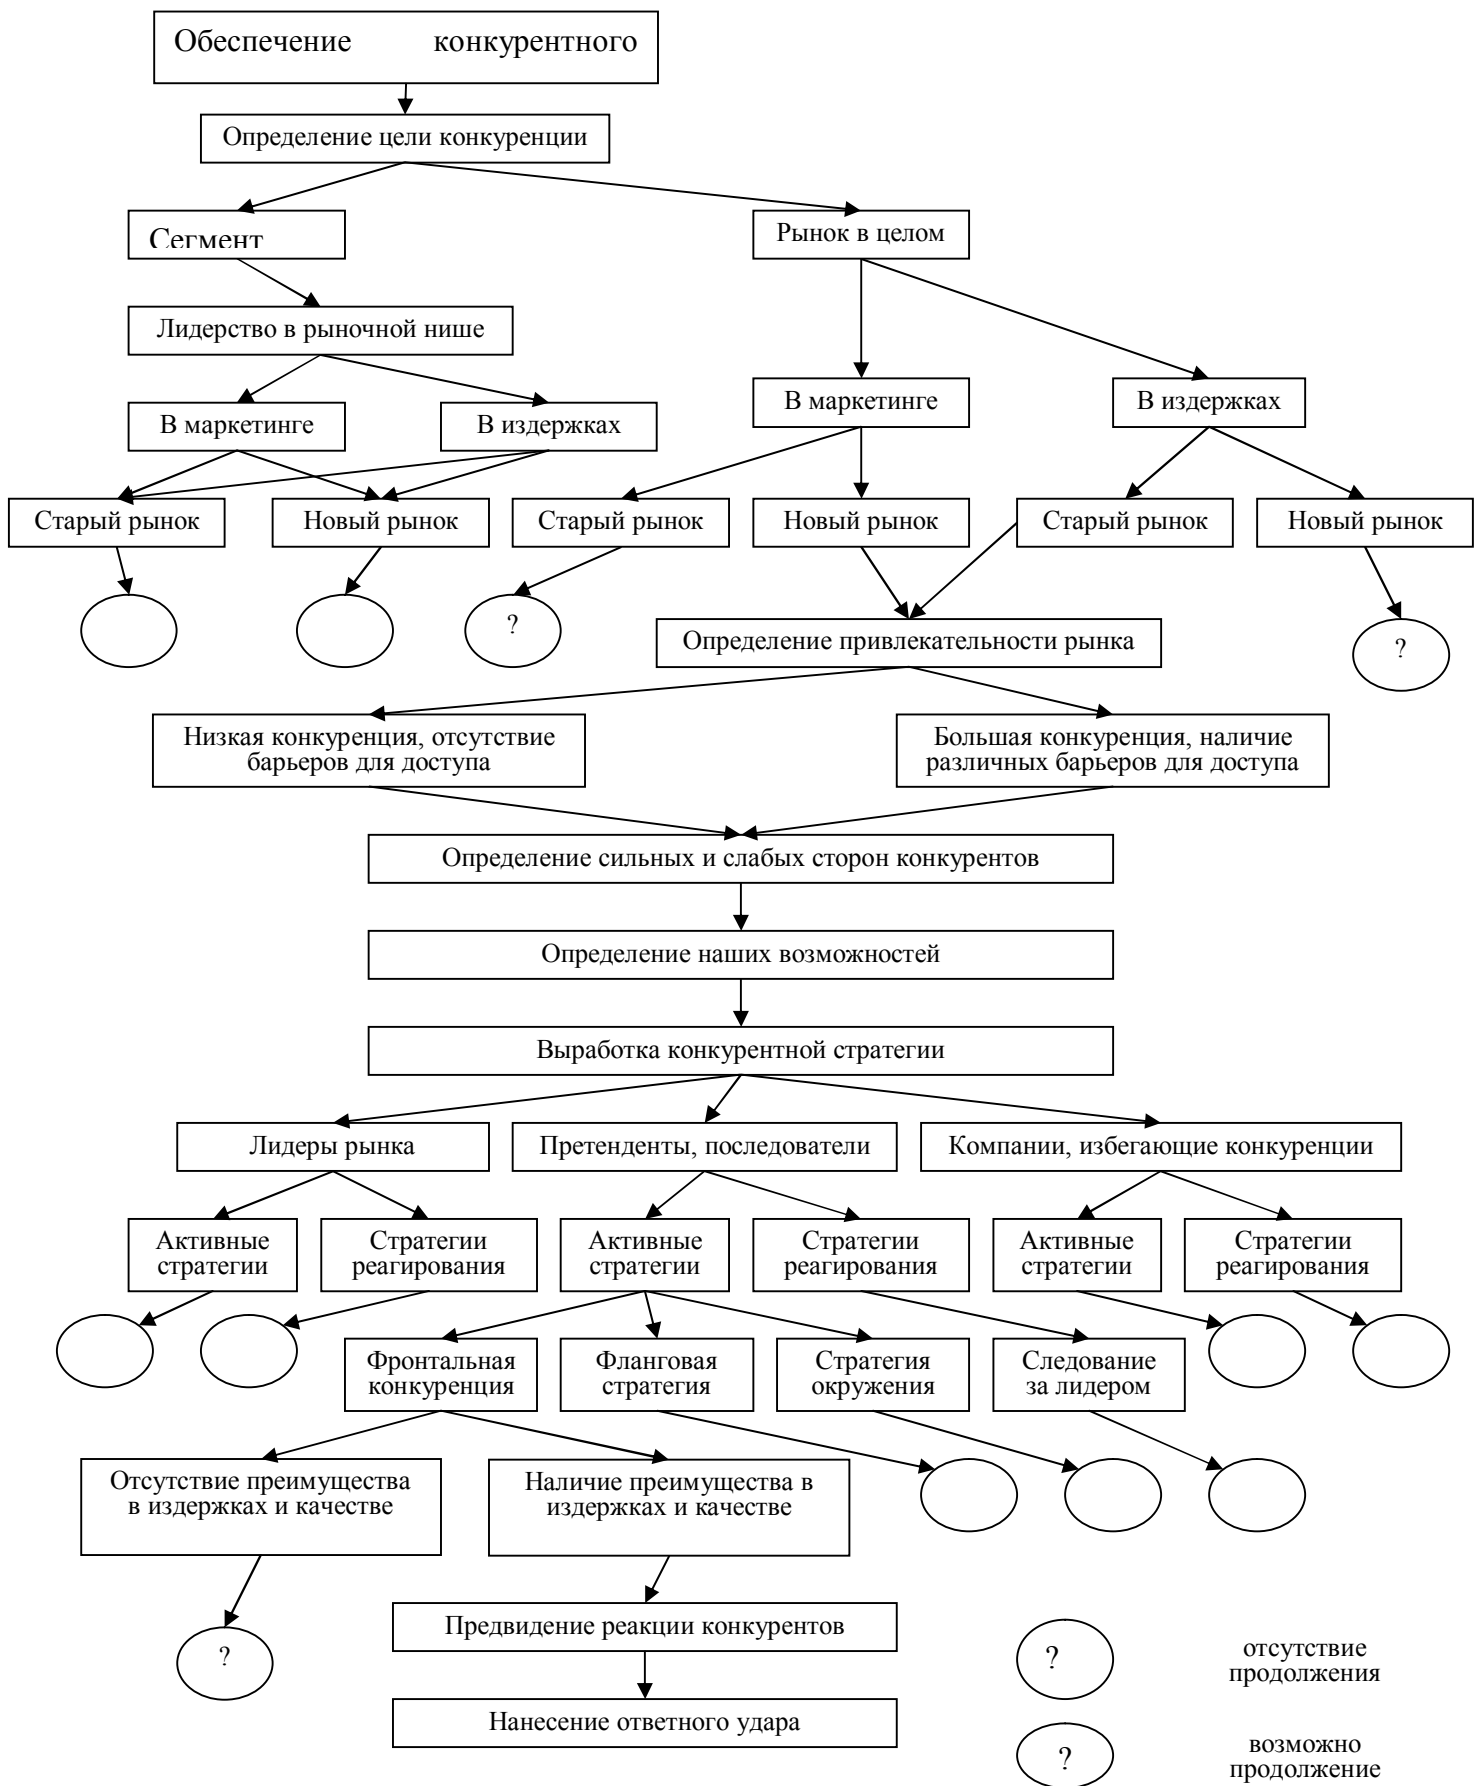 Обеспечение конкурентного
Определение цели конкуренции
Сегмент
Рынок в целом
Лидерство в рыночной нише
В маркетинге
В издержках
В маркетинге
В издержках
Старый рынок
Новый рынок
Старый рынок
Новый рынок
Старый рынок
Новый рынок
?
?
Определение привлекательности рынка
Низкая конкуренция, отсутствие
барьеров для доступа
Большая конкуренция, наличие
различных барьеров для доступа
Определение сильных и слабых сторон конкурентов
Определение наших возможностей
Выработка конкурентной стратегии
Лидеры рынка
Претенденты, последователи
Компании, избегающие конкуренции
Активные
стратегии
Стратегии
реагирования
Активные
стратегии
Стратегии
реагирования
Активные
стратегии
Стратегии
реагирования
Фронтальная
конкуренция
Фланговая
стратегия
Стратегия
окружения
Следование
за лидером
Отсутствие преимущества
в издержках и качестве
Наличие преимущества в
издержках и качестве
Предвидение реакции конкурентов
?
Нанесение ответного удара
?
отсутствие
продолжения
?
возможно
продолжение